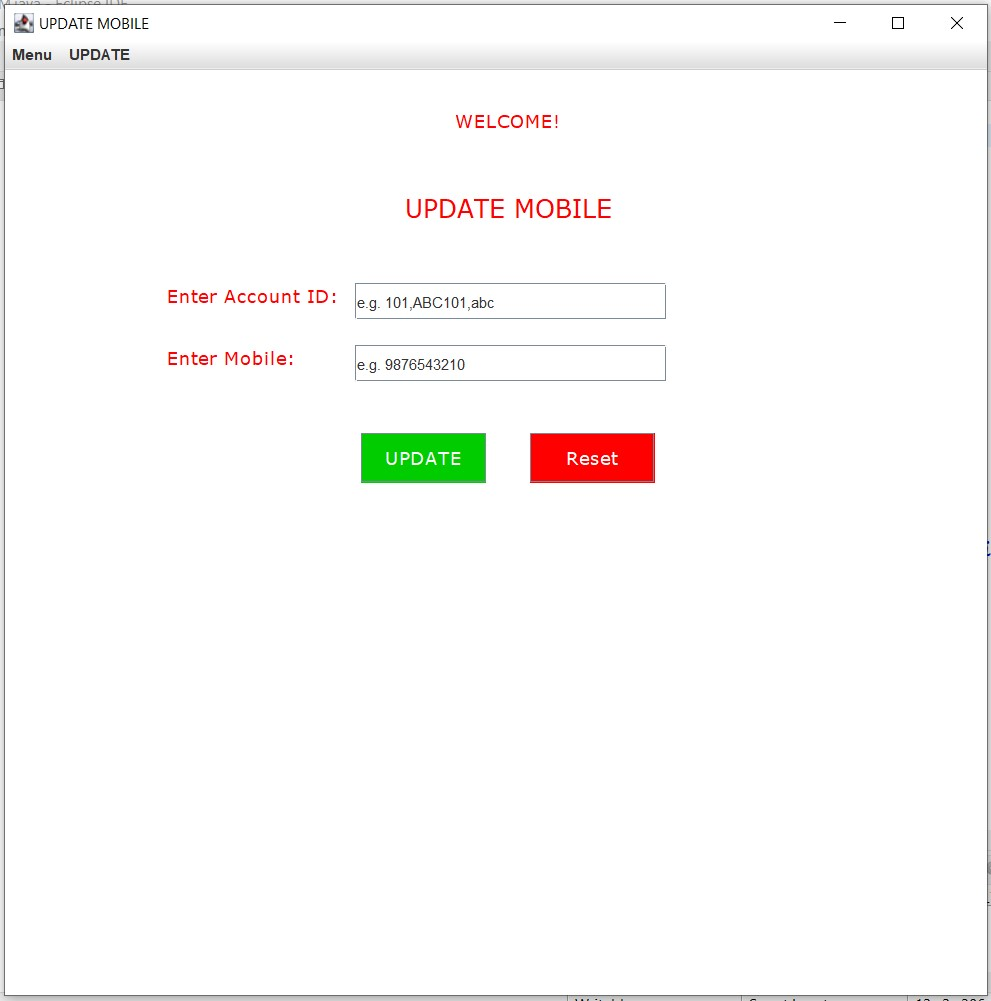 UPDATE MOBILE
Menu UPDATE
WELCOME!
UPDATE MOBILE
Enter Account ID: e.g. 101,ABC101,abc
Enter Mobile: e.g. 9876543210
UPDATE Reset